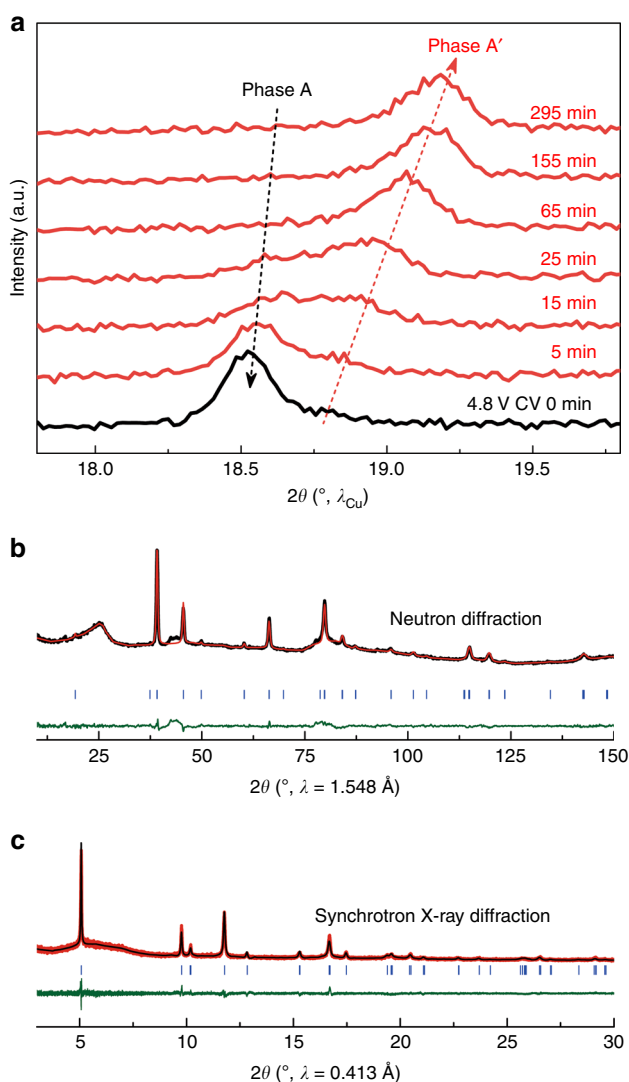 a
Phase A′
Phase A
295 min
155 min
65 min
25 min
15 min
5 min
4.8 V CV 0 min
Intensity (a.u.)
18.0 18.5 19.0 19.5
2θ (°, λCu)
b
Neutron diffraction
25 50 75 100 125 150
2θ (°, λ = 1.548 Å)
c
Synchrotron X-ray diffraction
5 10 15 20 25 30
2θ (°, λ = 0.413 Å)